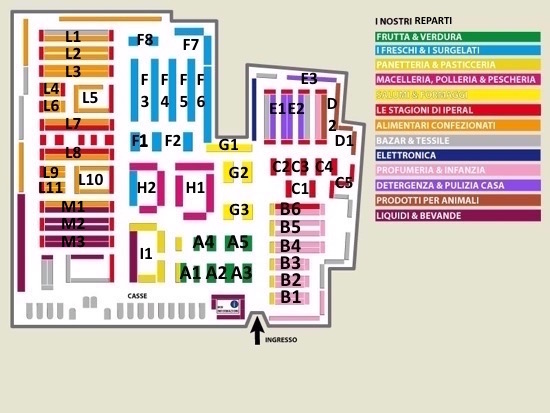 I NOSTRI REPARTI
FRUTTA & VERDURA
I FRESCHI & I SURGELATI
PANETTERIA & PASTICCERIA
MACELLERIA, POLLERIA & PESCHERIA
SALUMI & FORMAGGI
LE STAGIONI DI IPERAL
ALIMENTARI CONFEZIONATI
BAZAR & TESSILE
ELETTRONICA
PROFUMERIA & INFANZIA
DETERGENZA & PULIZIA CASA
PRODOTTI PER ANIMALI
LIQUIDI & BEVANDE
L1
L2
L3
L4
L5
L6
L7
L8
L9
L10
L11
M1
M2
M3
F8
F7
F
3
F
4
F
5
F
6
F1
F2
G1
G2
G3
H2
H1
I1
A4
A5
A1
A2
A3
E3
E1
E2
D
2
D1
C2
C3
C4
C1
C5
B6
B5
B4
B3
B2
B1
CASSE
INGRESSO